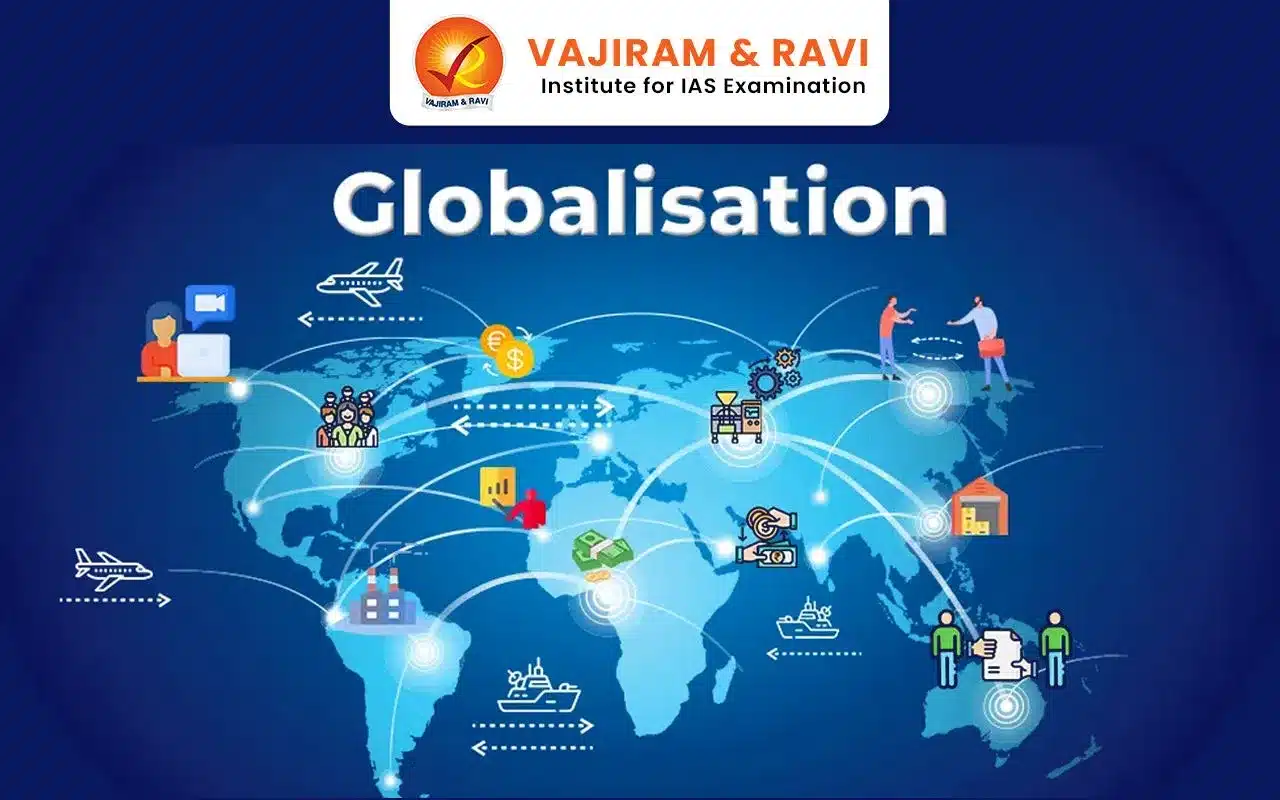 VAJIRAM & RAVI
Institute for IAS Examination
VAJIRAM & RAVI
Globalisation
€
$
₹